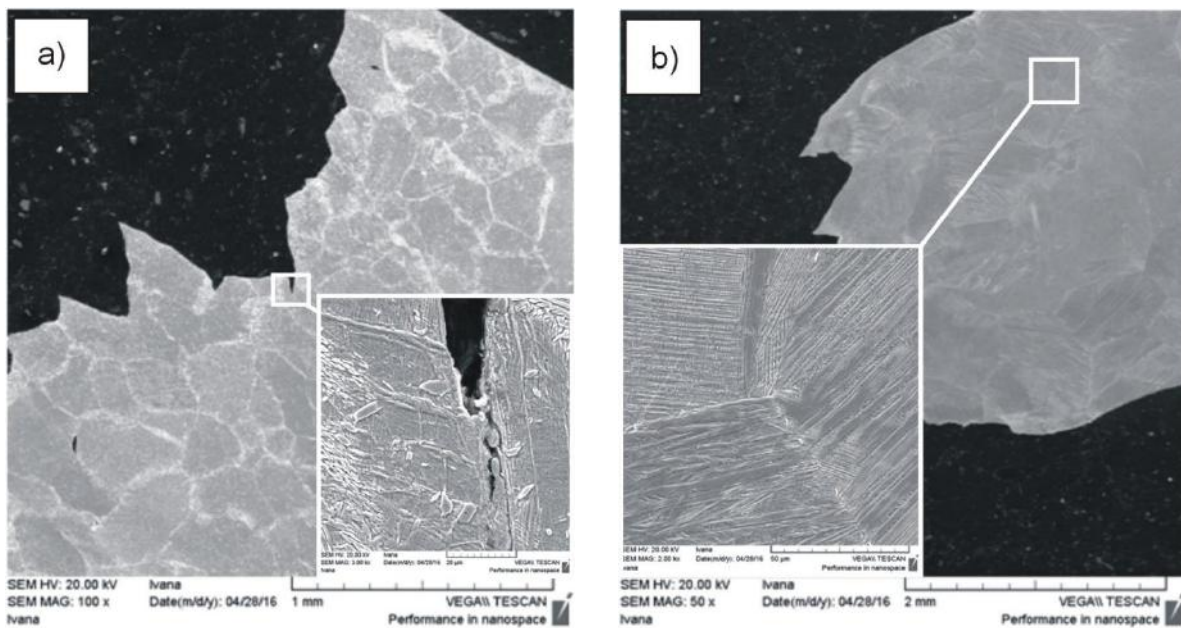 a)
SEM HV: 20.00 kV Ivana
SEM MAG: 3.00 kx Date(m/d/y): 04/28/16 20 µm VEGA\\ TESCAN
Ivana Performance in nanospace
SEM HV: 20.00 kV Ivana
SEM MAG: 100 x Date(m/d/y): 04/28/16 1 mm VEGA\\ TESCAN
Ivana Performance in nanospace
b)
SEM HV: 20.00 kV Ivana
SEM MAG: 2.00 kx Date(m/d/y): 04/28/16 50 µm VEGA\\ TESCAN
Ivana Performance in nanospace
SEM HV: 20.00 kV Ivana
SEM MAG: 50 x Date(m/d/y): 04/28/16 2 mm VEGA\\ TESCAN
Ivana Performance in nanospace